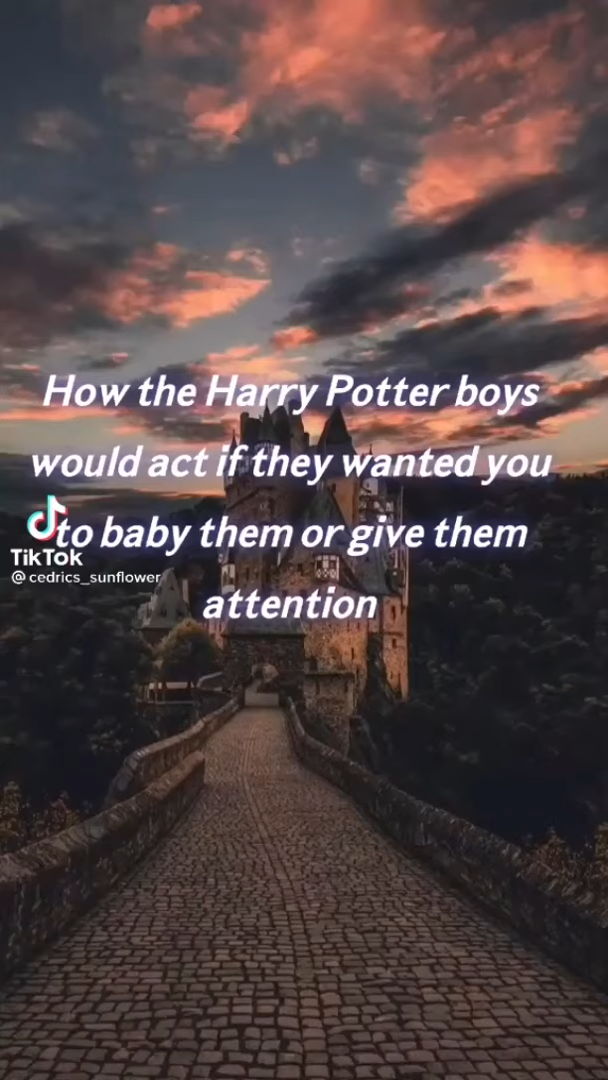 How the Harry Potter boys
would act if they wanted you
to baby them or give them
attention
TikTok
@cedrics_sunflower